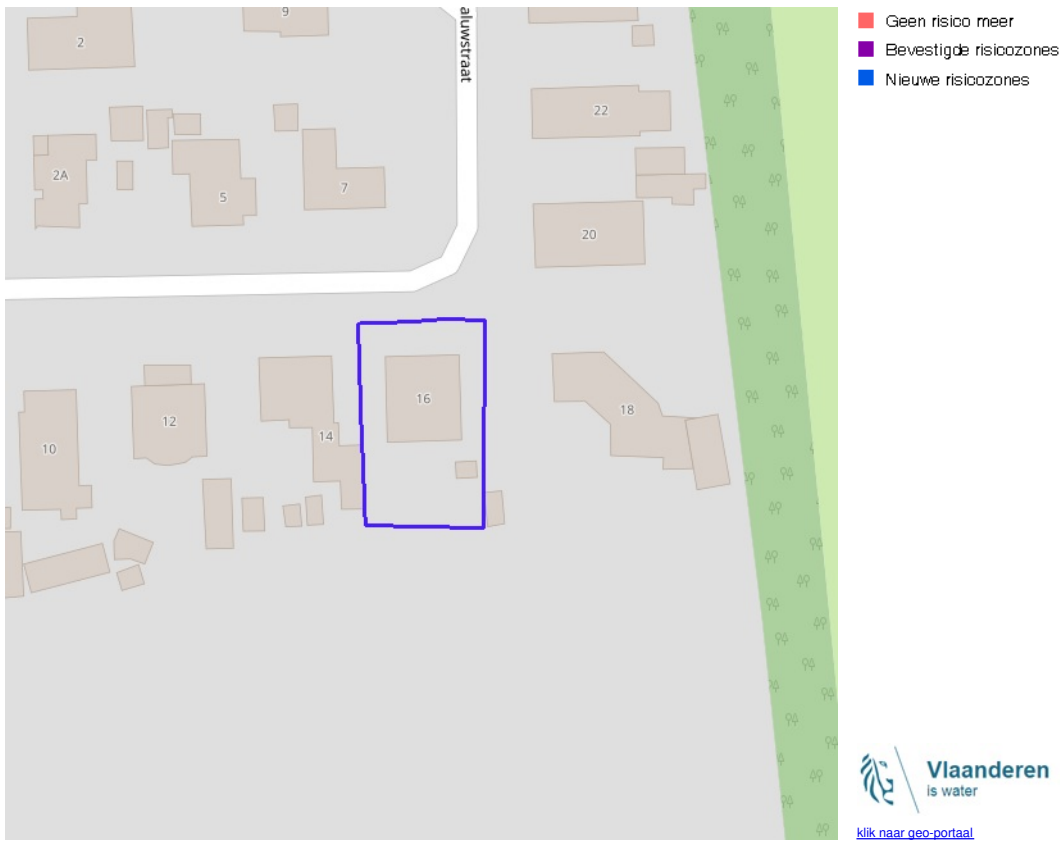 2
9
aluwstraat
22
2A
5
7
20
16
18
12
14
10
Geen risico meer
Bevestigde risicozones
Nieuwe risicozones
Vlaanderen
is water
klik naar geo-portaal